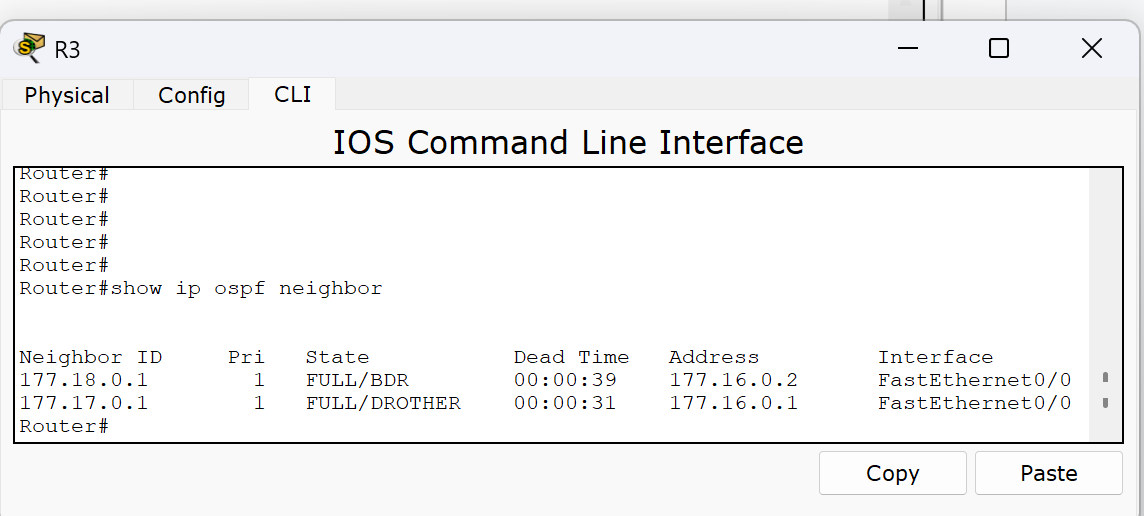 R3
Physical Config CLI
IOS Command Line Interface
Router#
Router#
Router#
Router#
Router#
Router#show ip ospf neighbor
Neighbor ID Pri State Dead Time Address Interface
177.18.0.1 1 FULL/BDR 00:00:39 177.16.0.2 FastEthernet0/0
177.17.0.1 1 FULL/DROTHER 00:00:31 177.16.0.1 FastEthernet0/0
Router#
Copy Paste